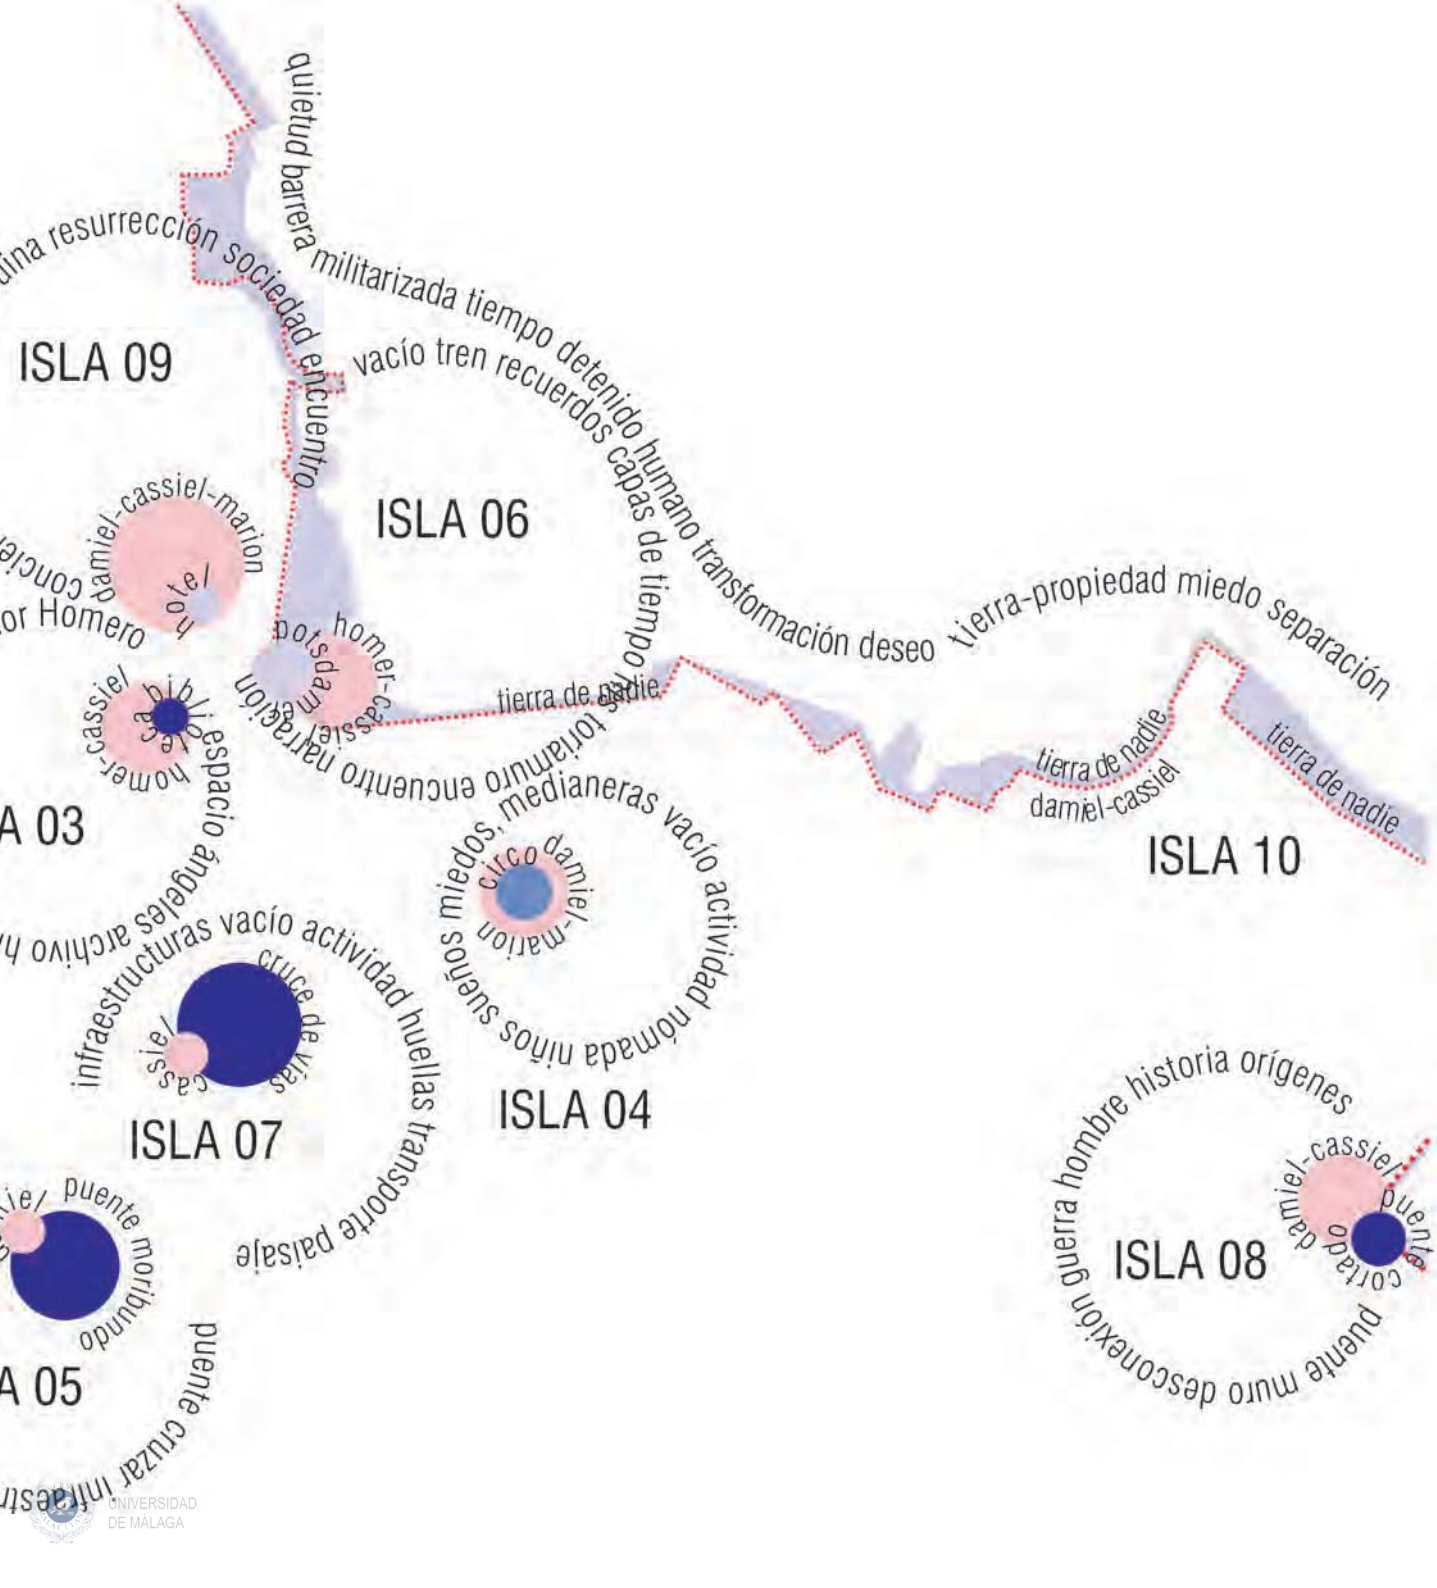 quietud barrera militarizada tiempo detenido humano transformación deseo
tierra-propiedad miedo separación
resurrección sociedad encuentro
ISLA 09
damiel-cassiel-marion
hotel
vacío tren recuerdos capas de tiempo
muro encuentro narración
ISLA 06
homer-cassiel
potsdam
tierra de nadie
tierra de nadie
damiel-cassiel
tierra de nadie
ISLA 10
or Homero
homer-cassiel
biblioteca
espacio ángeles archivo
A 03
miedos, medianeras vacío actividad nómada niños sueños
circo
damiel-marion
ISLA 04
infraestructuras vacío actividad huellas transporte paisaje
cruce de vías
cassiel
ISLA 07
puente moribundo
A 05
puente cruzar
puente muro desconexión guerra hombre historia orígenes
damiel-cassiel
puente cortado
ISLA 08
UNIVERSIDAD
DE MÁLAGA